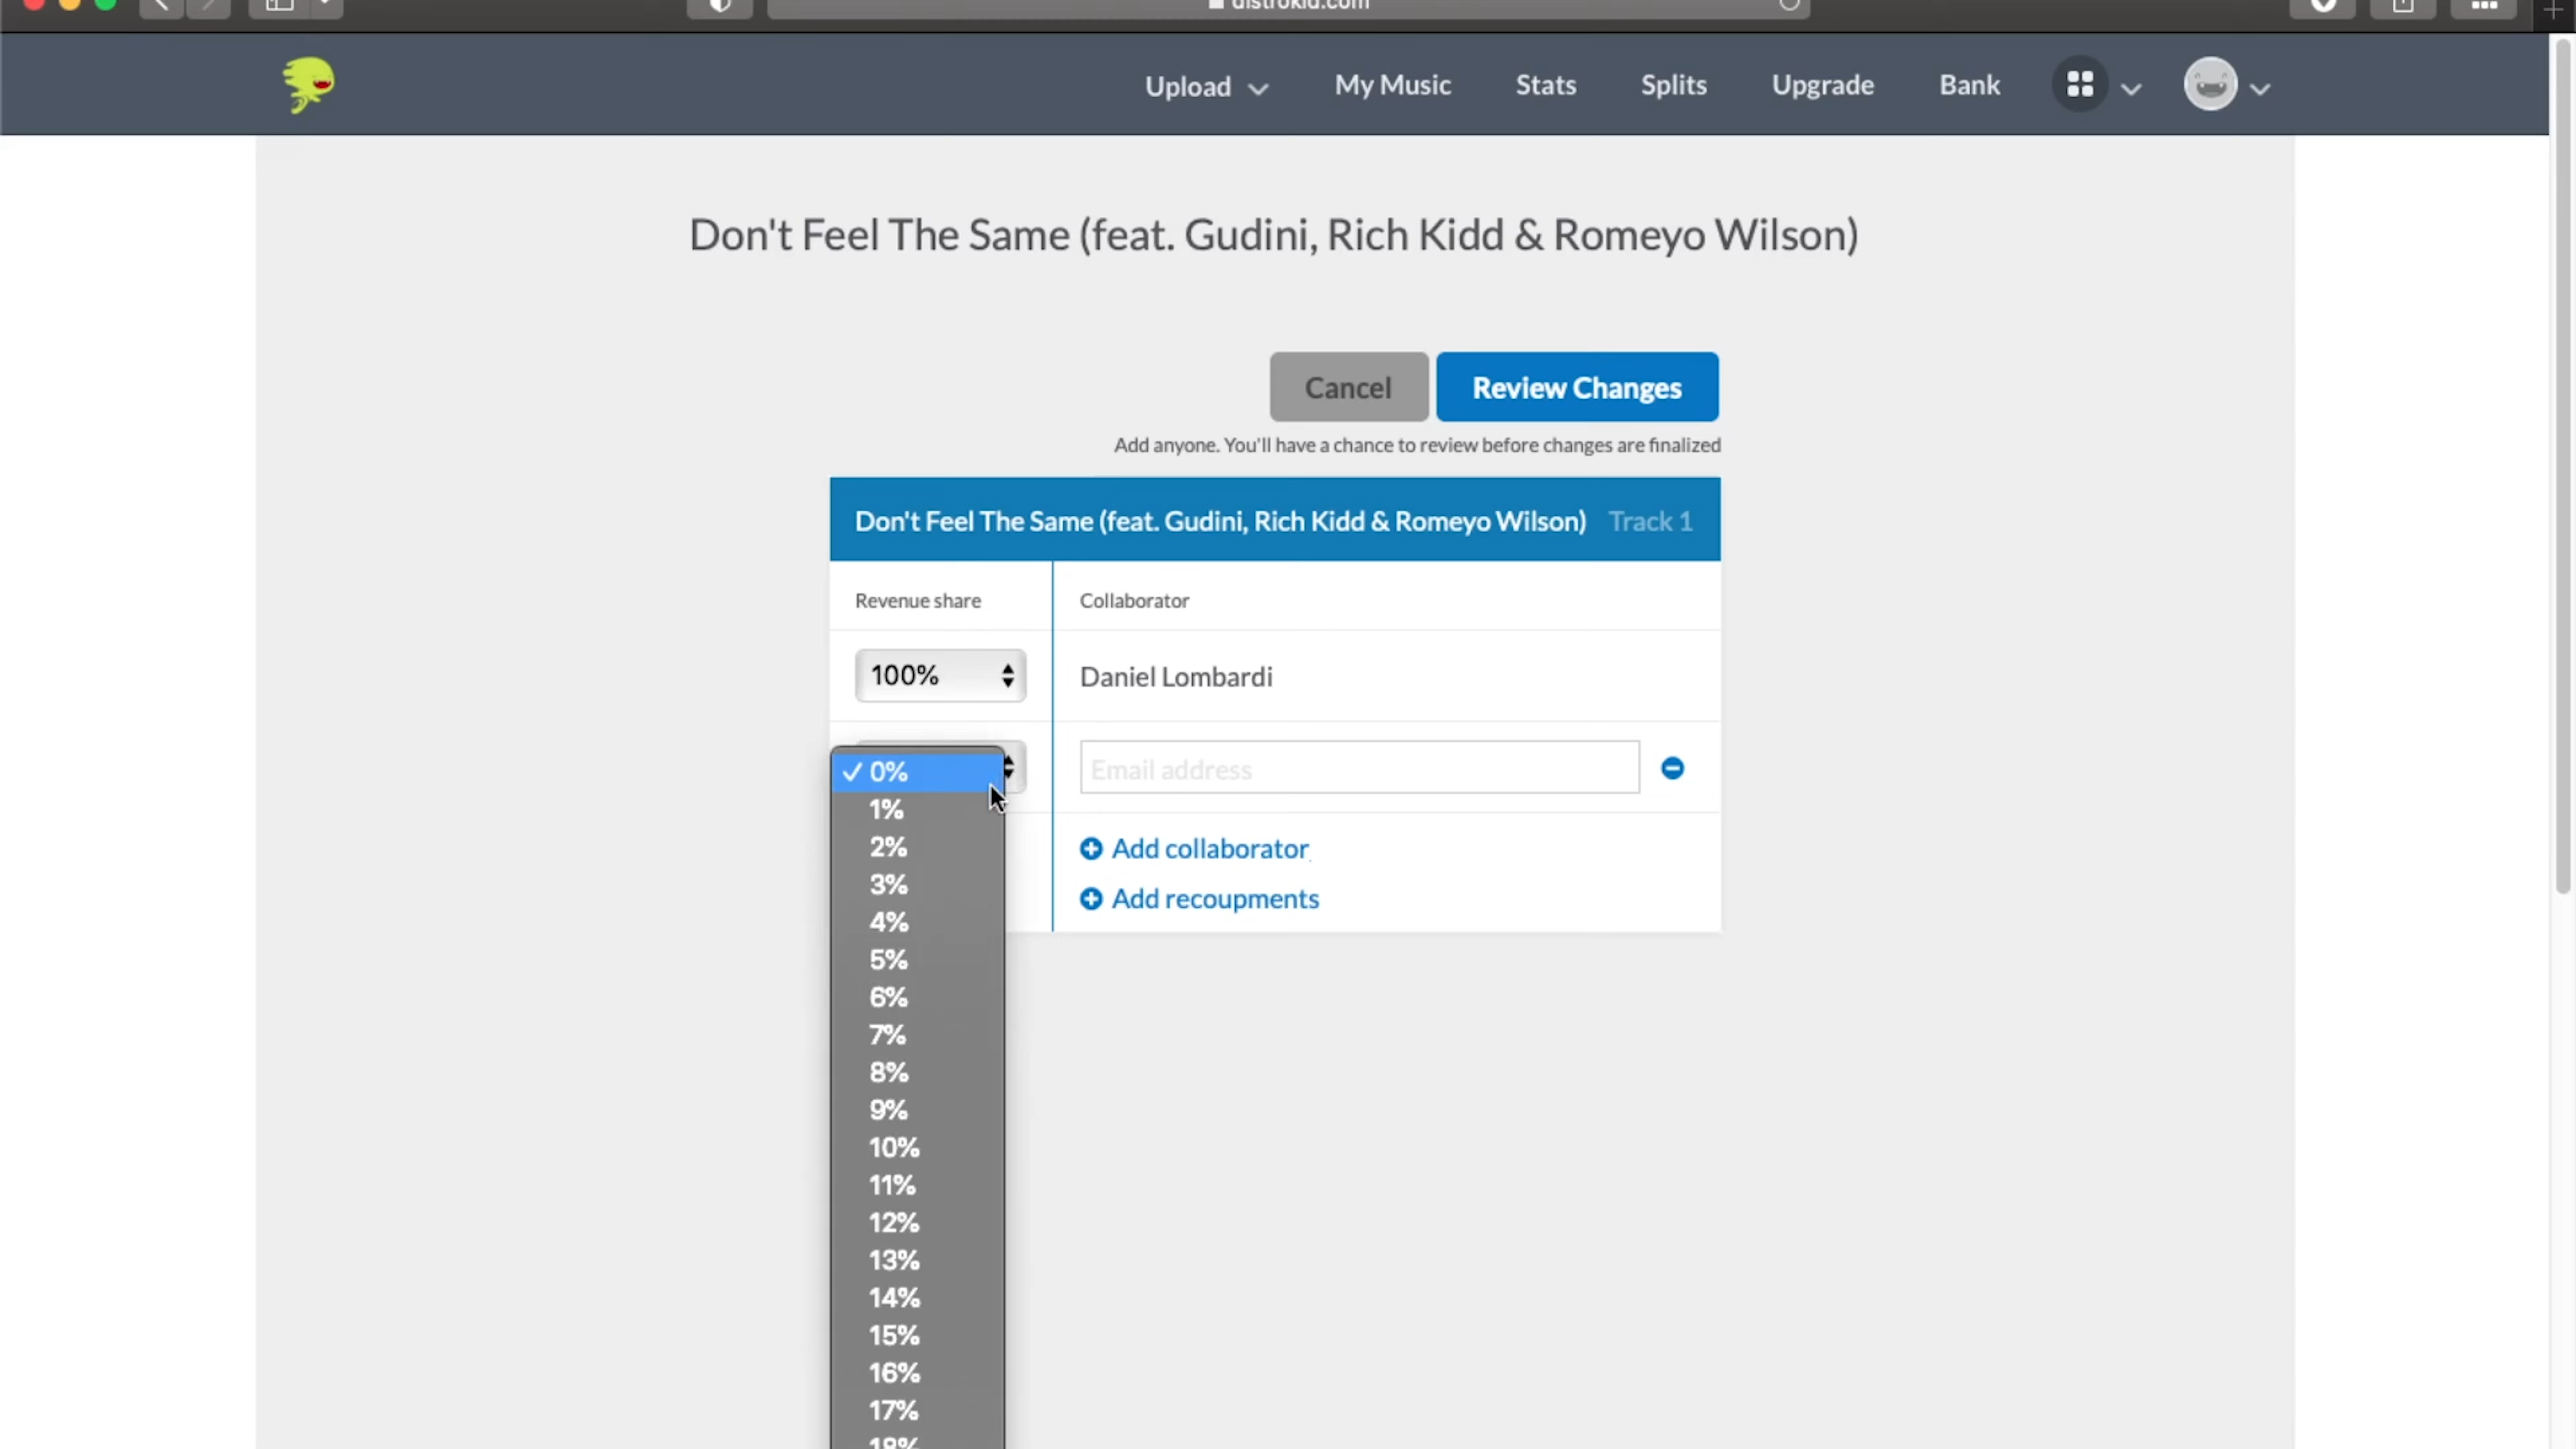 distrokid.com
Upload
My Music
Stats
Splits
Upgrade
Bank
Don't Feel The Same (feat. Gudini, Rich Kidd & Romeyo Wilson)
Cancel
Review Changes
Add anyone. You'll have a chance to review before changes are finalized
Don't Feel The Same (feat. Gudini, Rich Kidd & Romeyo Wilson) Track 1
Revenue share
Collaborator
100%
Daniel Lombardi
Email address
✓ 0%
1%
2%
3%
4%
5%
6%
7%
8%
9%
10%
11%
12%
13%
14%
15%
16%
17%
18%
Add collaborator
Add recoupments